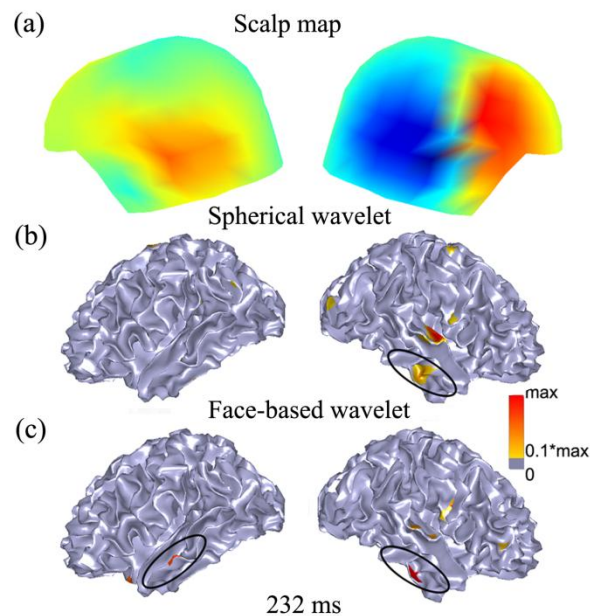 (a)
Scalp map
Spherical wavelet
(b)
Face-based wavelet
max
0.1*max
0
(c)
232 ms